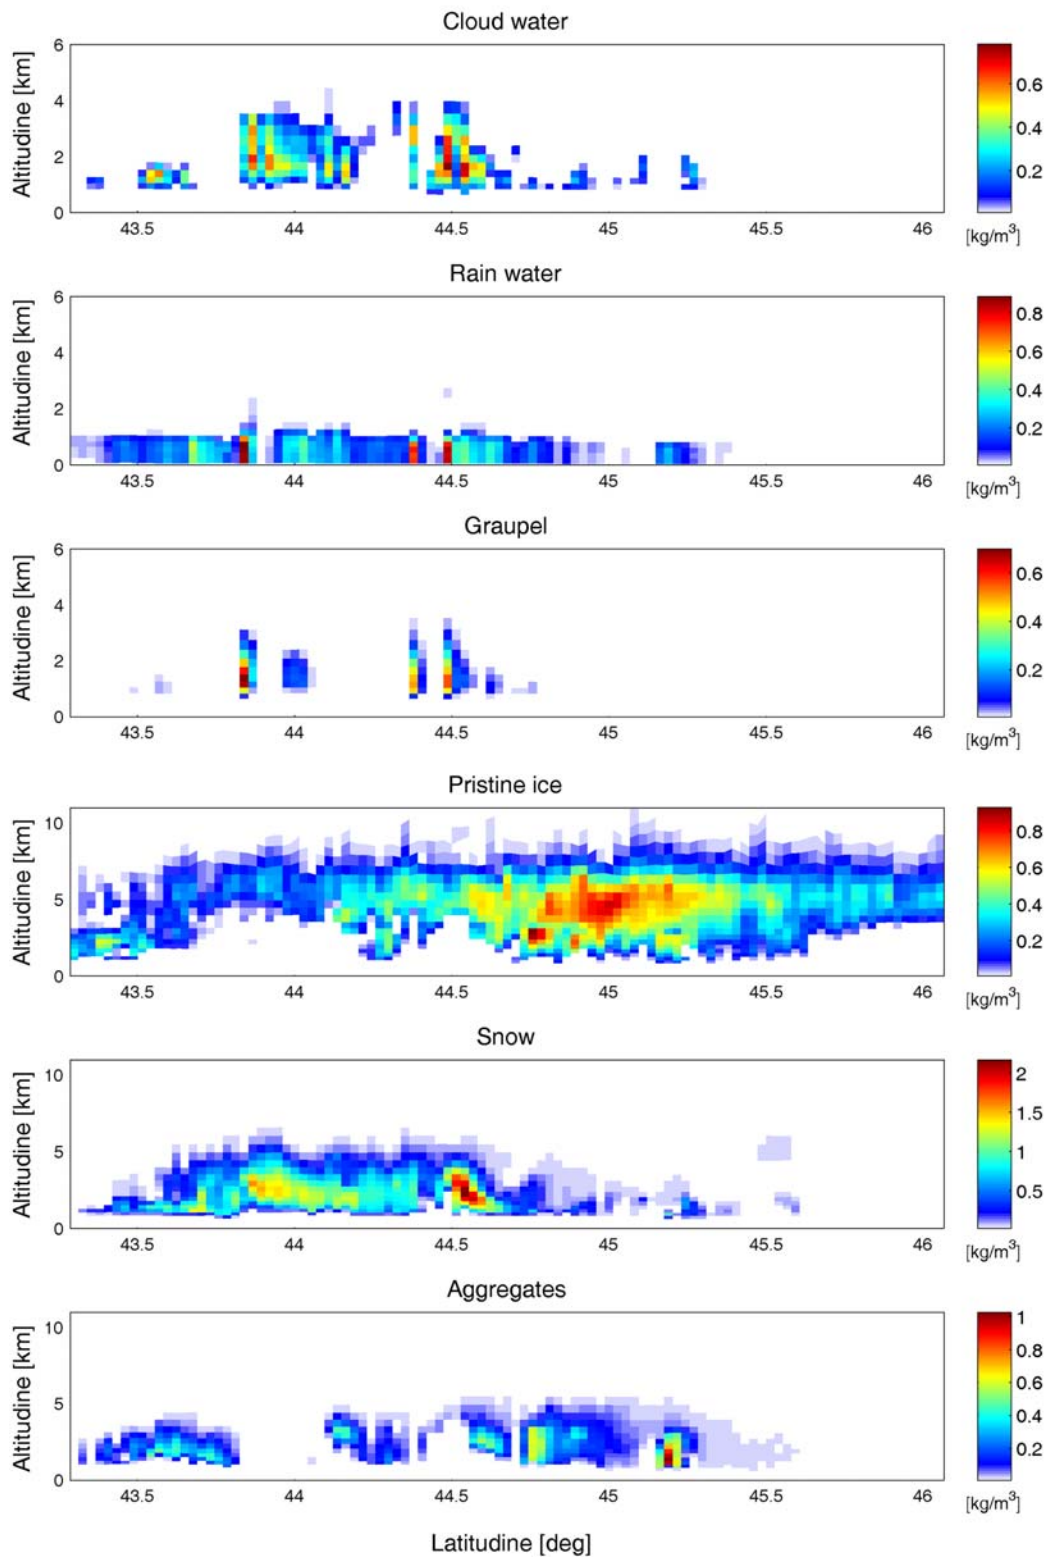 Cloud water
Altitudine [km]
6
4
2
0
43.5 44 44.5 45 45.5 46
0.6
0.4
0.2
[kg/m³]
Rain water
Altitudine [km]
6
4
2
0
43.5 44 44.5 45 45.5 46
0.8
0.6
0.4
0.2
[kg/m³]
Graupel
Altitudine [km]
6
4
2
0
43.5 44 44.5 45 45.5 46
0.6
0.4
0.2
[kg/m³]
Pristine ice
Altitudine [km]
10
5
0
43.5 44 44.5 45 45.5 46
0.8
0.6
0.4
0.2
[kg/m³]
Snow
Altitudine [km]
10
5
0
43.5 44 44.5 45 45.5 46
2
1.5
1
0.5
[kg/m³]
Aggregates
Altitudine [km]
10
5
0
43.5 44 44.5 45 45.5 46
1
0.8
0.6
0.4
0.2
[kg/m³]
Latitudine [deg]